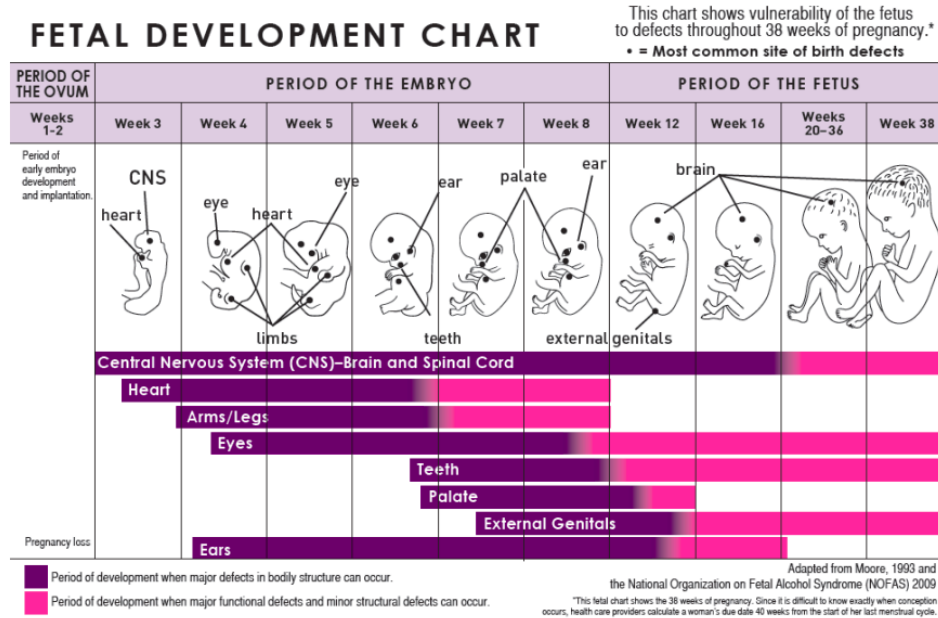 FETAL DEVELOPMENT CHART
This chart shows vulnerability of the fetus
to defects throughout 38 weeks of pregnancy.*
• = Most common site of birth defects
PERIOD OF
THE OVUM
PERIOD OF THE EMBRYO
PERIOD OF THE FETUS
Weeks
1-2
Week 3
Week 4
Week 5
Week 6
Week 7
Week 8
Week 12
Week 16
Weeks
20–36
Week 38
Period of
early embryo
development
and implantation.
CNS
heart
eye
heart
eye
limbs
ear
teeth
palate
ear
external genitals
brain
Central Nervous System (CNS)–Brain and Spinal Cord
Heart
Arms/Legs
Eyes
Teeth
Palate
External Genitals
Pregnancy loss
Ears
Period of development when major defects in bodily structure can occur.
Period of development when major functional defects and minor structural defects can occur.
Adapted from Moore, 1993 and
the National Organization on Fetal Alcohol Syndrome (NOFAS) 2009
"This fetal chart shows the 38 weeks of pregnancy. Since it is difficult to know exactly when conception
occurs, health care providers calculate a woman's due date 40 weeks from the start of her last menstrual cycle.